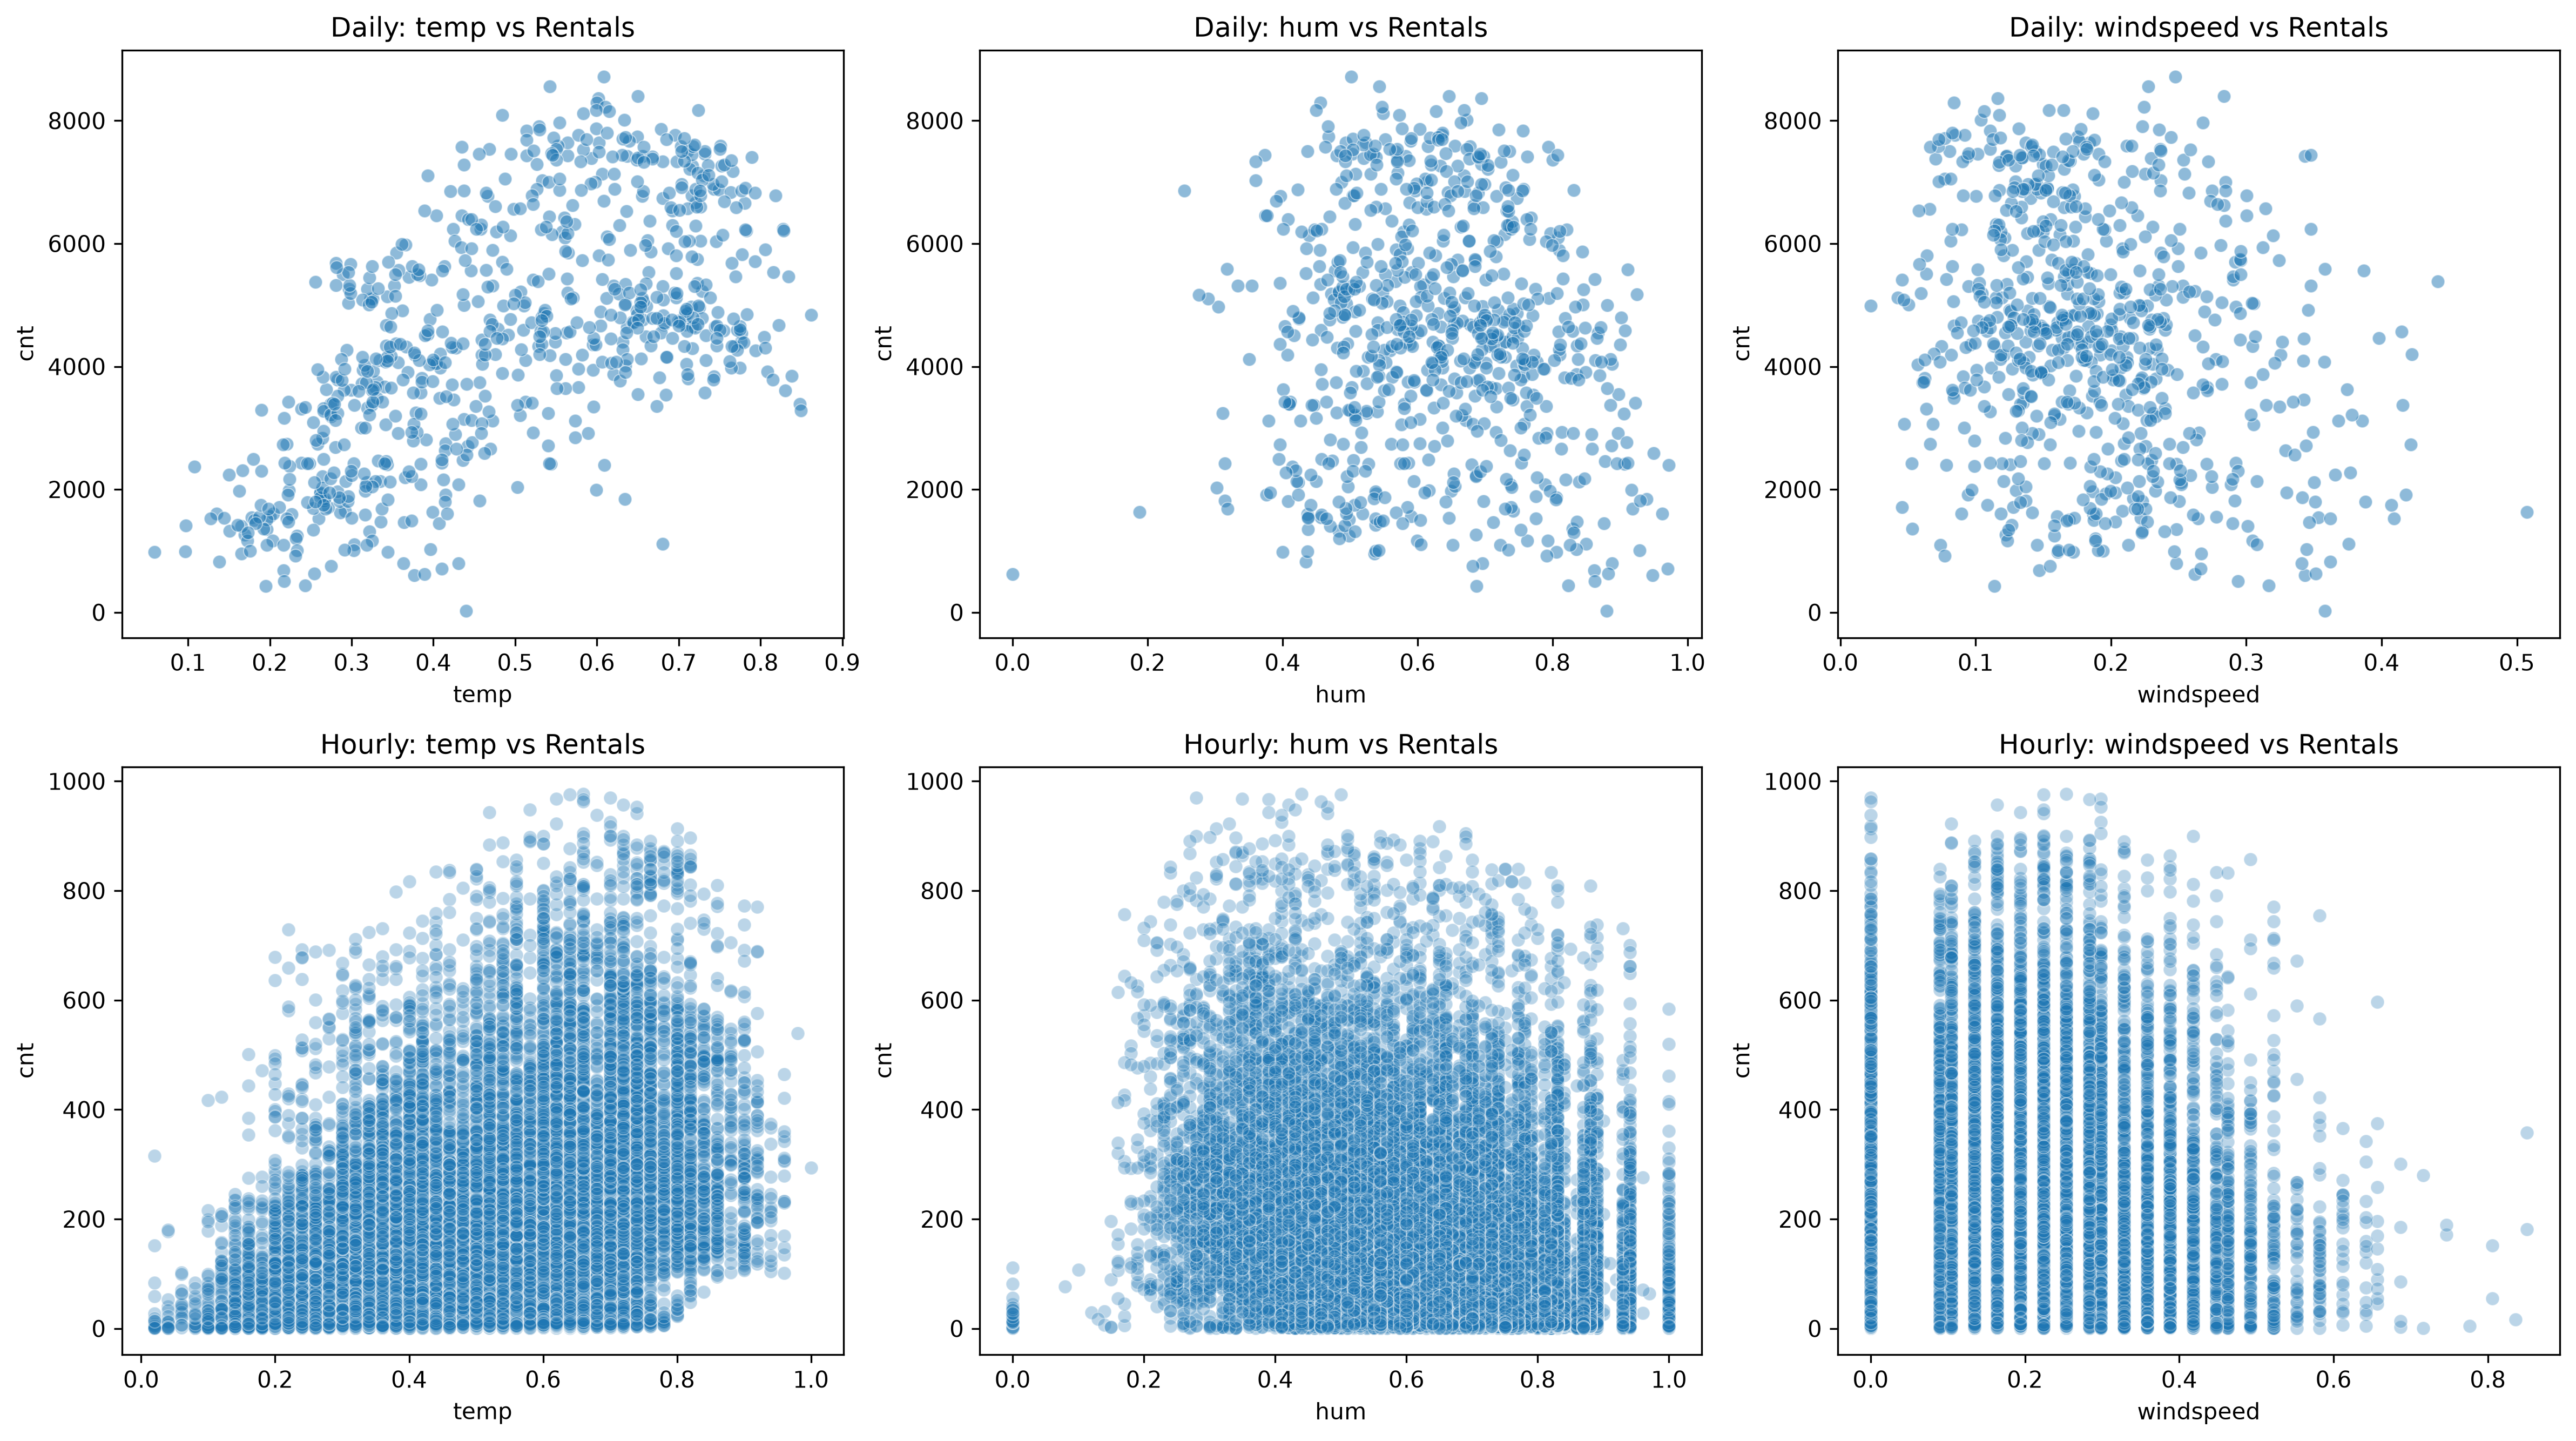 Daily: temp vs Rentals
8000
6000
4000
2000
0
cnt
0.1 0.2 0.3 0.4 0.5 0.6 0.7 0.8 0.9
temp
Daily: hum vs Rentals
8000
6000
4000
2000
0
cnt
0.0 0.2 0.4 0.6 0.8 1.0
hum
Daily: windspeed vs Rentals
8000
6000
4000
2000
0
cnt
0.0 0.1 0.2 0.3 0.4 0.5
windspeed
Hourly: temp vs Rentals
1000
800
600
400
200
0
cnt
0.0 0.2 0.4 0.6 0.8 1.0
temp
Hourly: hum vs Rentals
1000
800
600
400
200
0
cnt
0.0 0.2 0.4 0.6 0.8 1.0
hum
Hourly: windspeed vs Rentals
1000
800
600
400
200
0
cnt
0.0 0.2 0.4 0.6 0.8
windspeed